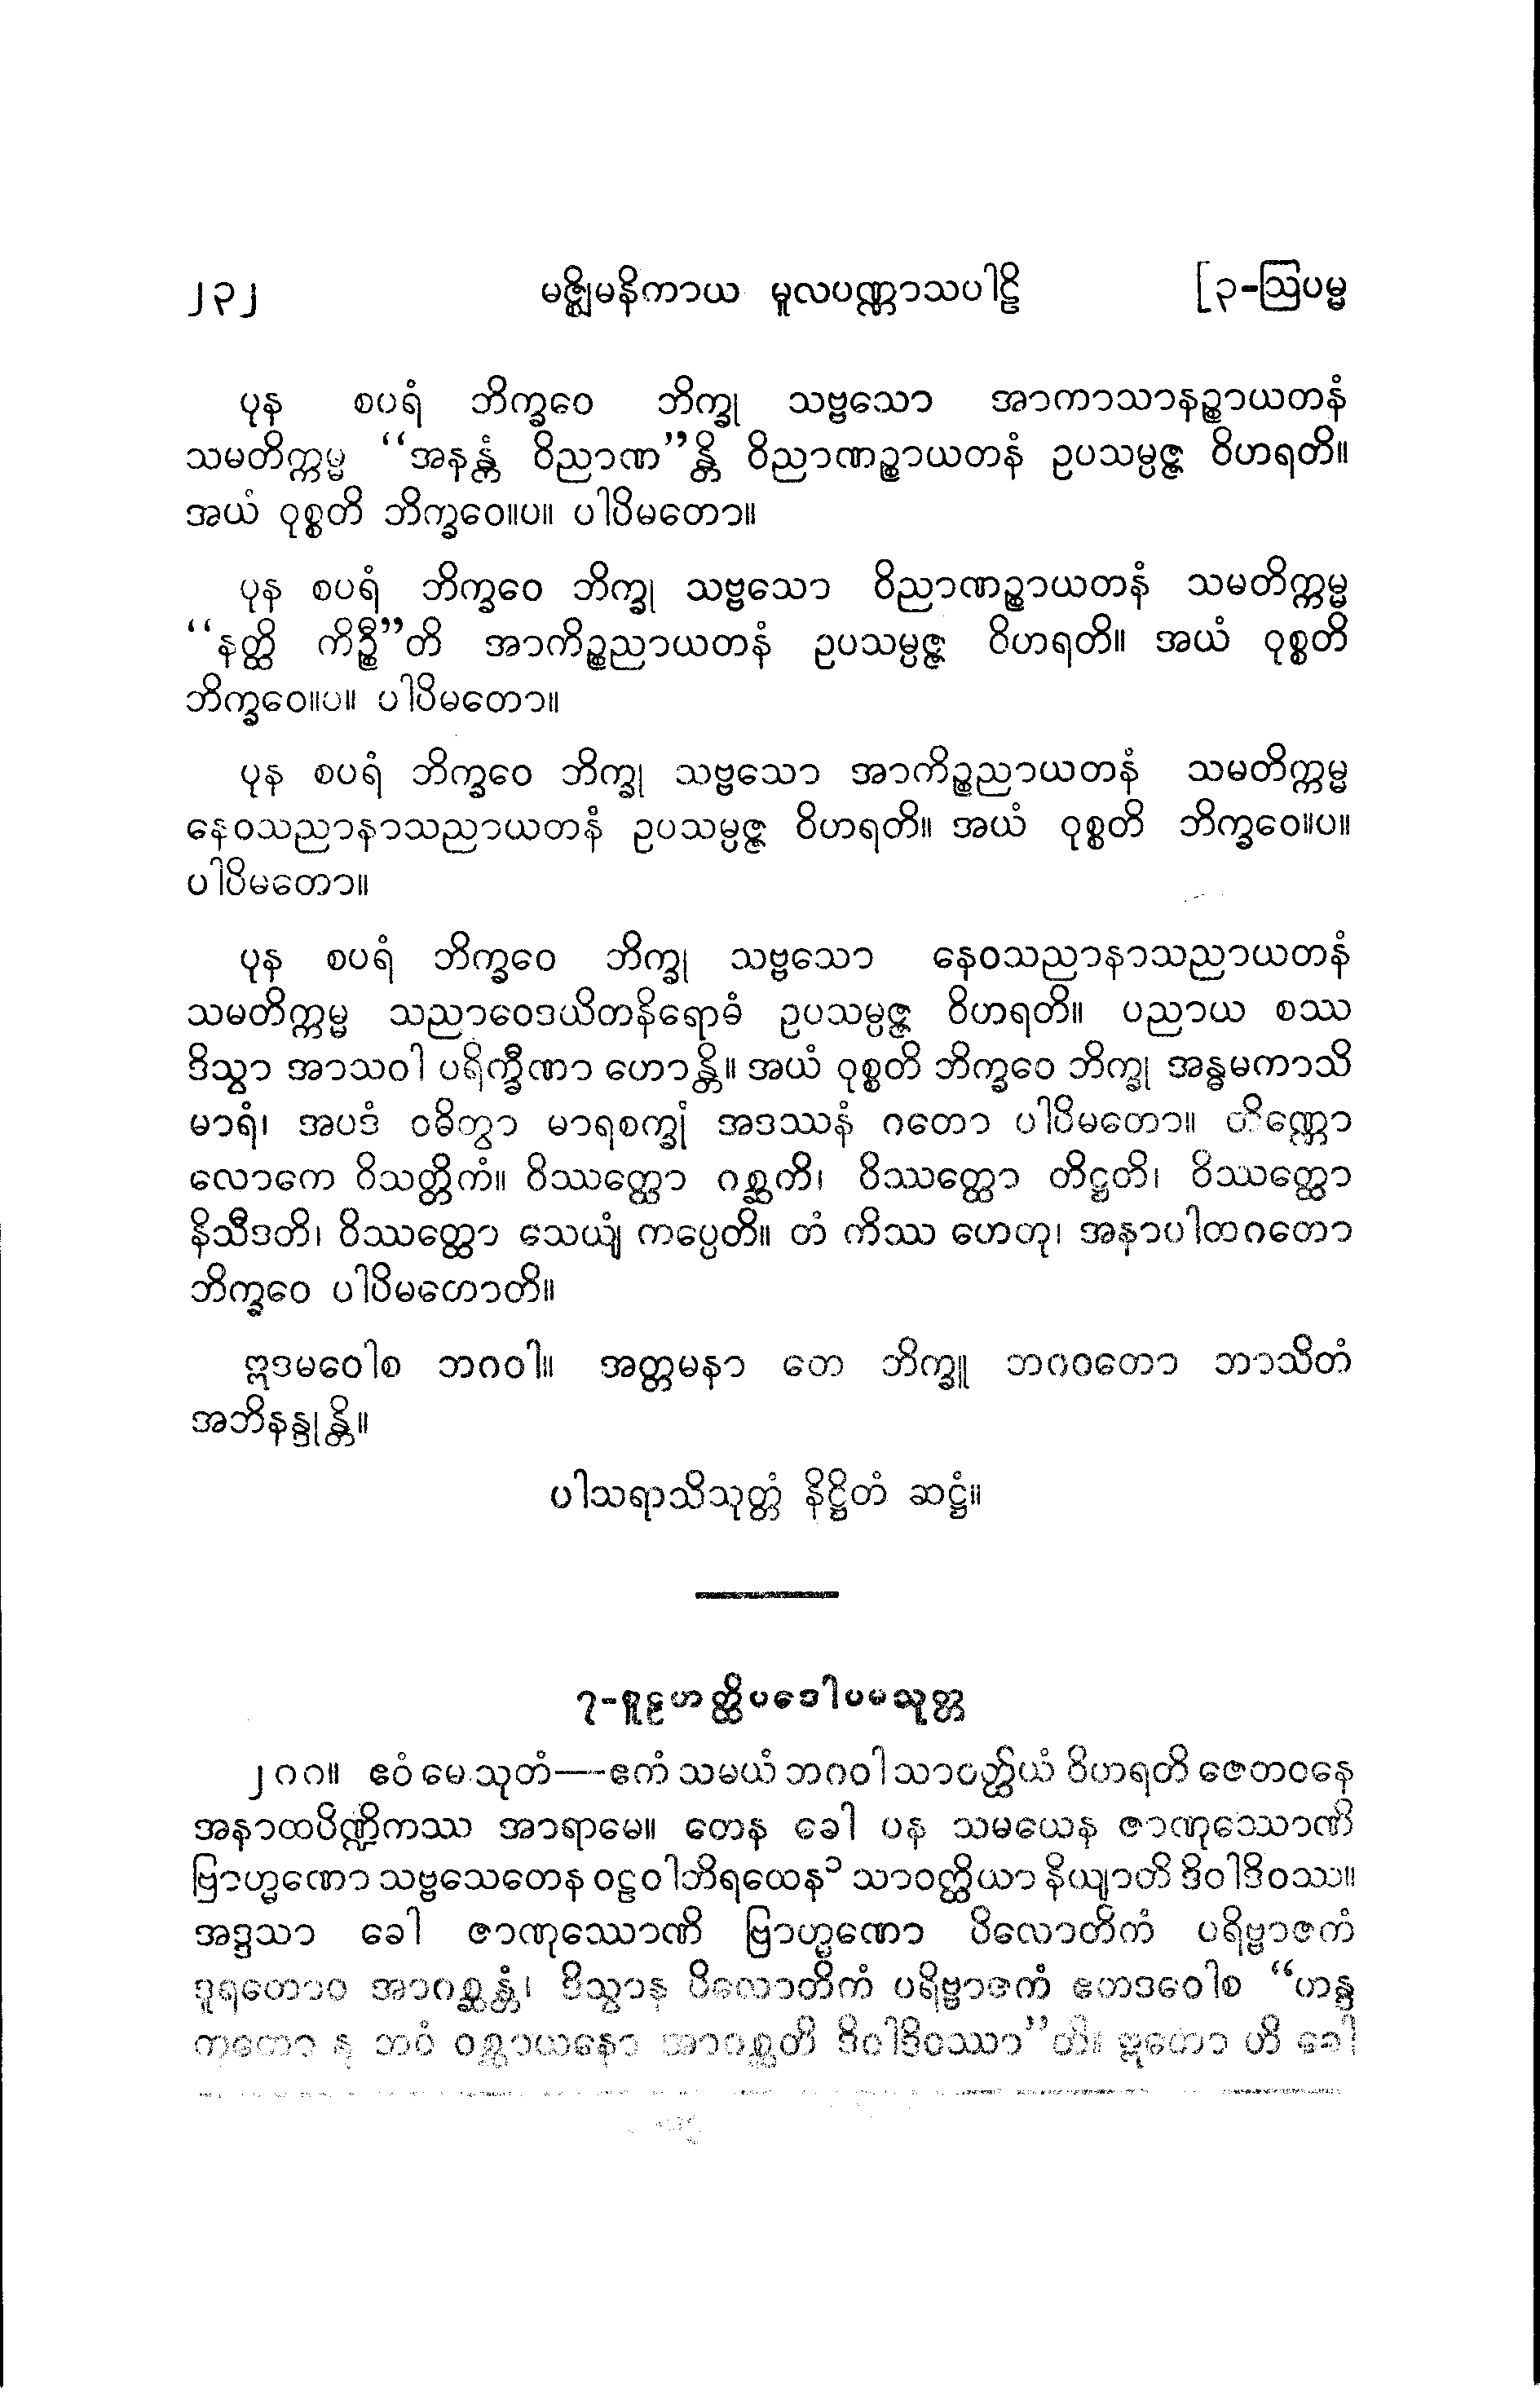 ၂၃၂ မဇ္ဈိမနိကာယ မူလပဏ္ဏာသပါဠိ [၃-ဩပမ္မ
ပုန စပရံ ဘိက္ခဝေ ဘိက္ခု သဗ္ဗသော အာကာသာနဉ္စာယတနံ
သမတိက္ကမ္မ “အနန္တံ ဝိညာဏ”န္တိ ဝိညာဏဉ္စာယတနံ ဥပသမ္ပဇ္ဇ ဝိဟရတိ။
အယံ ဝုစ္စတိ ဘိက္ခဝေ။ပ။ ပါပိမတော။
ပုန စပရံ ဘိက္ခဝေ ဘိက္ခု သဗ္ဗသော ဝိညာဏဉ္စာယတနံ သမတိက္ကမ္မ
“နတ္ထိ ကိဉ္စီ”တိ အာကိဉ္စညာယတနံ ဥပသမ္ပဇ္ဇ ဝိဟရတိ။ အယံ ဝုစ္စတိ
ဘိက္ခဝေ။ပ။ ပါပိမတော။
ပုန စပရံ ဘိက္ခဝေ ဘိက္ခု သဗ္ဗသော အာကိဉ္စညာယတနံ သမတိက္ကမ္မ
နေဝသညာနာသညာယတနံ ဥပသမ္ပဇ္ဇ ဝိဟရတိ။ အယံ ဝုစ္စတိ ဘိက္ခဝေ။ပ။
ပါပိမတော။
ပုန စပရံ ဘိက္ခဝေ ဘိက္ခု သဗ္ဗသော နေဝသညာနာသညာယတနံ
သမတိက္ကမ္မ သညာဝေဒယိတနိရောဓံ ဥပသမ္ပဇ္ဇ ဝိဟရတိ။ ပညာယ စဿ
ဒိသွာ အာသဝါ ပရိက္ခီဏာ ဟောန္တိ။ အယံ ဝုစ္စတိ ဘိက္ခဝေ ဘိက္ခု အန္ဓမကာသိ
မာရံ၊ အပဒံ ဝဓိတွာ မာရစက္ခုံ အဒဿနံ ဂတော ပါပိမတော။ တိဏ္ဏော
လောကေ ဝိသတ္တိကံ။ ဝိဿတ္ထော ဂစ္ဆတိ၊ ဝိဿတ္ထော တိဋ္ဌတိ၊ ဝိဿတ္ထော
နိသီဒတိ၊ ဝိဿတ္ထော သေယျံ ကပ္ပေတိ။ တံ ကိဿ ဟေတု၊ အနာပါထဂတော
ဘိက္ခဝေ ပါပိမတောတိ။
ဣဒမဝေါစ ဘဂဝါ။ အတ္တမနာ တေ ဘိက္ခူ ဘဂဝတော ဘာသိတံ
အဘိနန္ဒုန္တိ။
ပါသရာသိသုတ္တံ နိဋ္ဌိတံ ဆဋ္ဌံ။
၇-စူဠဟတ္ထိပဒေါပမသုတ္တ
၂၈၈။ ဧဝံ မေ သုတံ—ဧကံ သမယံ ဘဂဝါ သာဝတ္ထိယံ ဝိဟရတိ ဇေတဝနေ
အနာထပိဏ္ဍိကဿ အာရာမေ။ တေန ခေါ ပန သမယေန ဇာဏုဿောဏိ
ဗြာဟ္မဏော သဗ္ဗသေတေန ဝဠဝါဘိရထေန<sup>၁</sup> သာဝတ္ထိယာ နိယျာတိ ဒိဝါဒိဝဿ။
အဒ္ဒသာ ခေါ ဇာဏုဿောဏိ ဗြာဟ္မဏော ပိလောတိကံ ပရိဗ္ဗာဇကံ
ဒူရတောဝ အာဂစ္ဆန္တံ၊ ဒိသွာန ပိလောတိကံ ပရိဗ္ဗာဇကံ ဧတဒဝေါစ “ဟန္ဒ
ကုတော နု ဘဝံ ဝစ္ဆာယနော အာဂစ္ဆတိ ဒိဝါဒိဝဿာ”တိ။ ဣတော ဟိ ခေါ